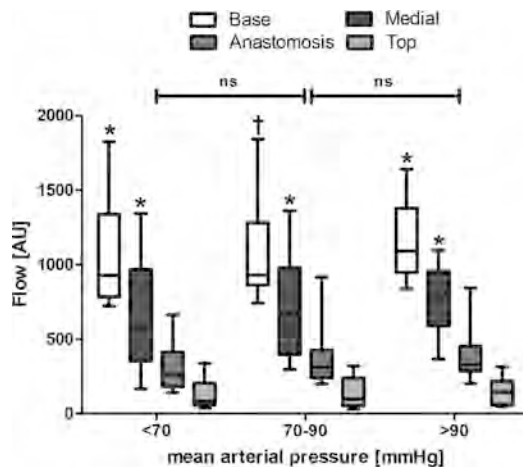 Base Medial
Anastomosis Top
ns ns
2000
1500
1000
500
0
Flow [AU]
* * † * * *
<70 70-90 >90
mean arterial pressure [mmHg]